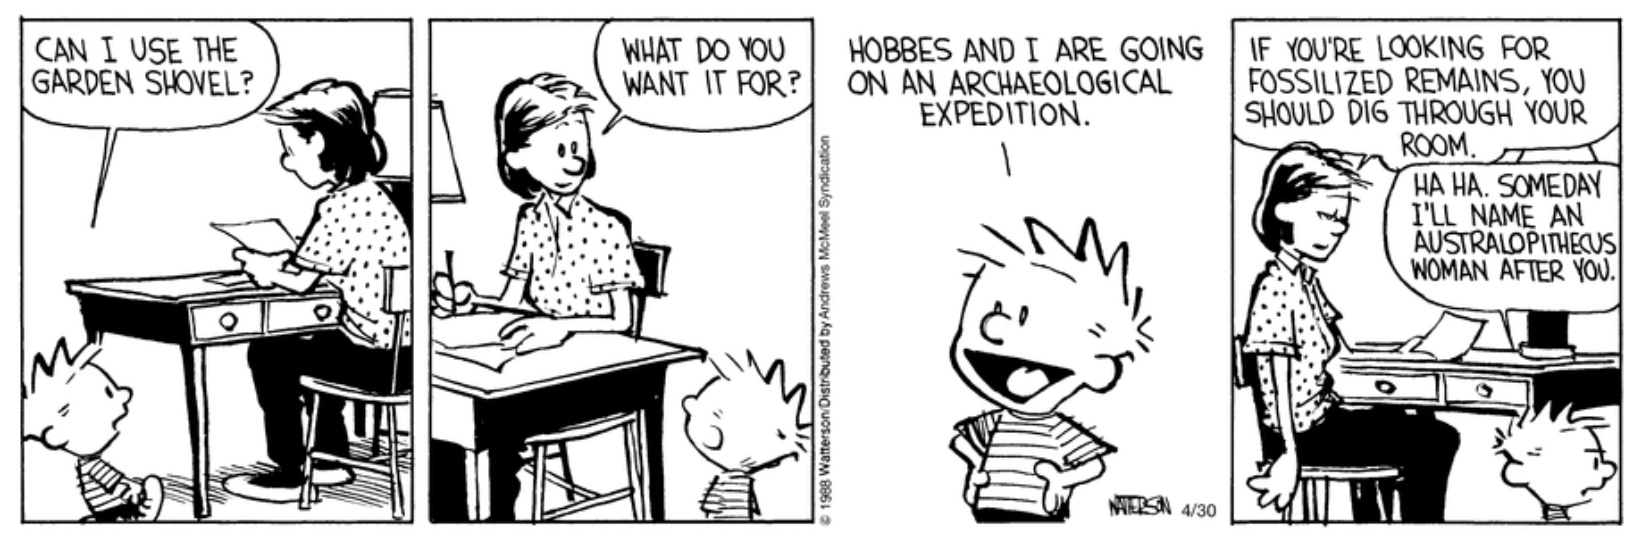 CAN I USE THE
GARDEN SHOVEL?
WHAT DO YOU
WANT IT FOR?
© 1988 Watterson/Distributed by Andrews McMeel Syndication
HOBBES AND I ARE GOING
ON AN ARCHAEOLOGICAL
EXPEDITION.
WATTERSON 4/30
IF YOU'RE LOOKING FOR
FOSSILIZED REMAINS, YOU
SHOULD DIG THROUGH YOUR
ROOM.
HA HA. SOMEDAY
I'LL NAME AN
AUSTRALOPITHECUS
WOMAN AFTER YOU.